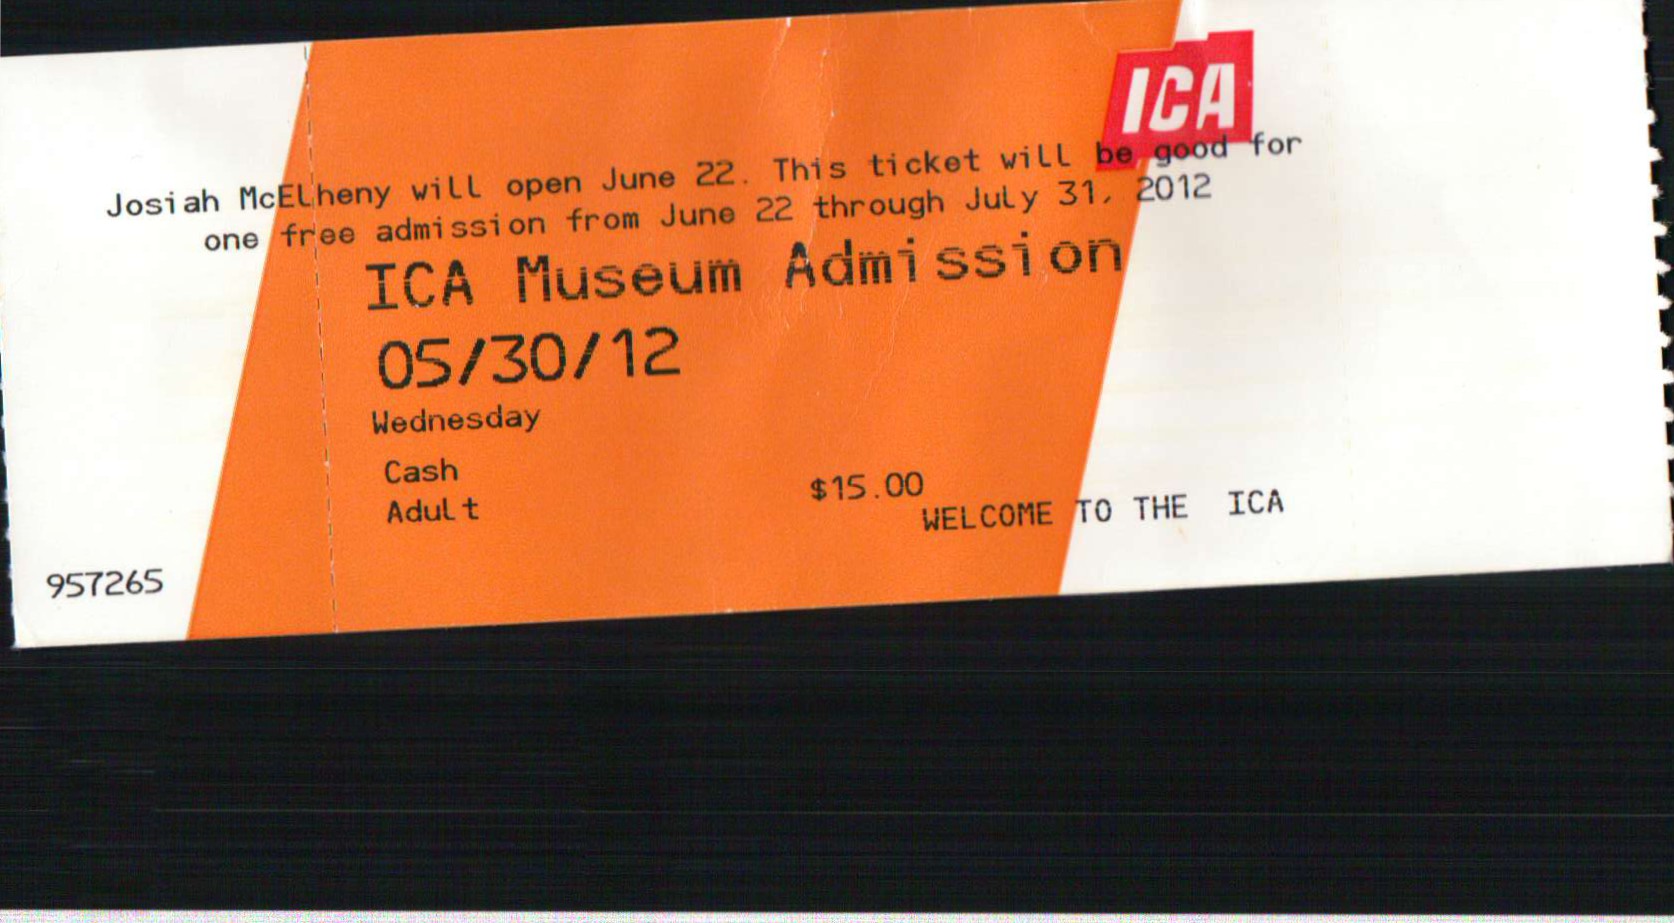 ICA
Josiah McElheny will open June 22. This ticket will be good for
one free admission from June 22 through July 31, 2012
ICA Museum Admission
05/30/12
Wednesday
Cash
Adult
$15.00
WELCOME TO THE ICA
957265